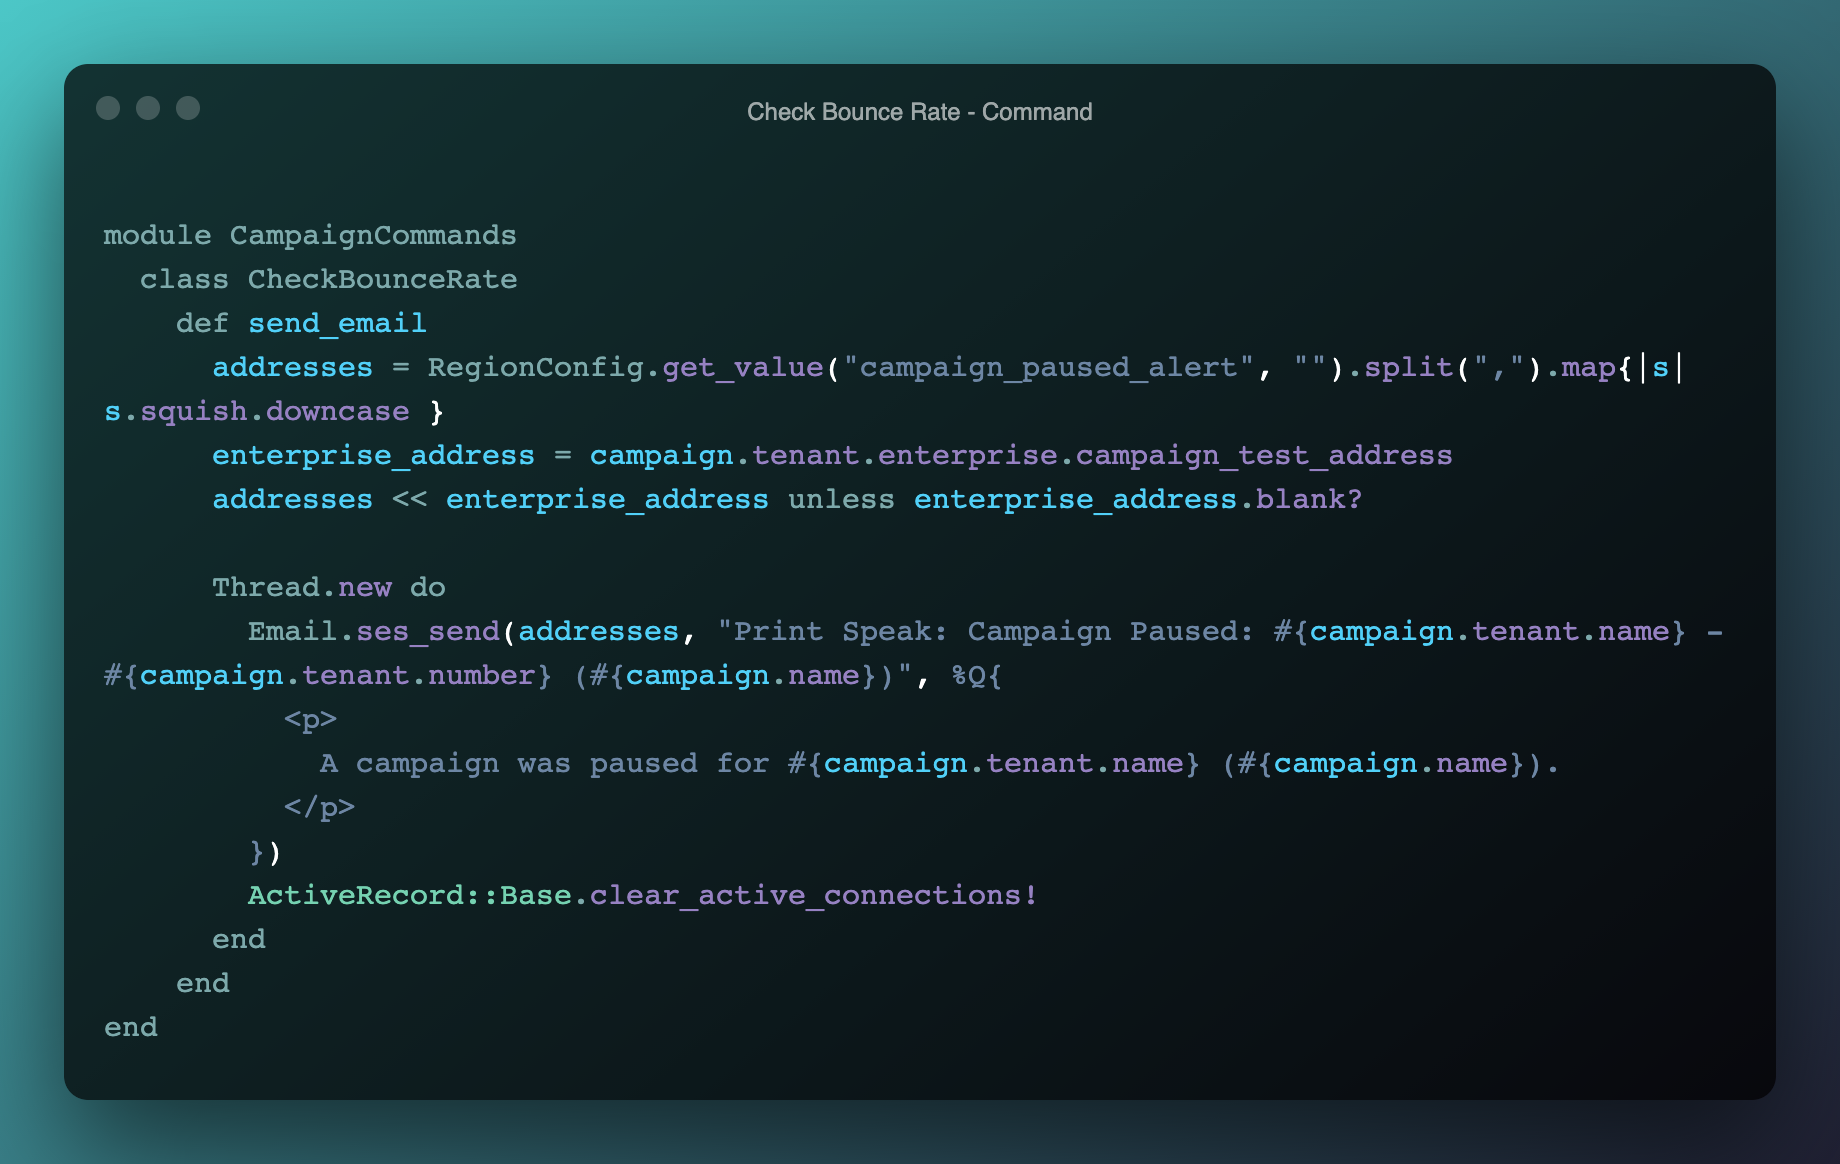 Check Bounce Rate - Command
module CampaignCommands
  class CheckBounceRate
    def send_email
      addresses = RegionConfig.get_value("campaign_paused_alert", "").split(",").map{|s|
s.squish.downcase }
      enterprise_address = campaign.tenant.enterprise.campaign_test_address
      addresses << enterprise_address unless enterprise_address.blank?

      Thread.new do
        Email.ses_send(addresses, "Print Speak: Campaign Paused: #{campaign.tenant.name} –
#{campaign.tenant.number} (#{campaign.name})", %Q{
          <p>
            A campaign was paused for #{campaign.tenant.name} (#{campaign.name}).
          </p>
        })
        ActiveRecord::Base.clear_active_connections!
      end
    end
end